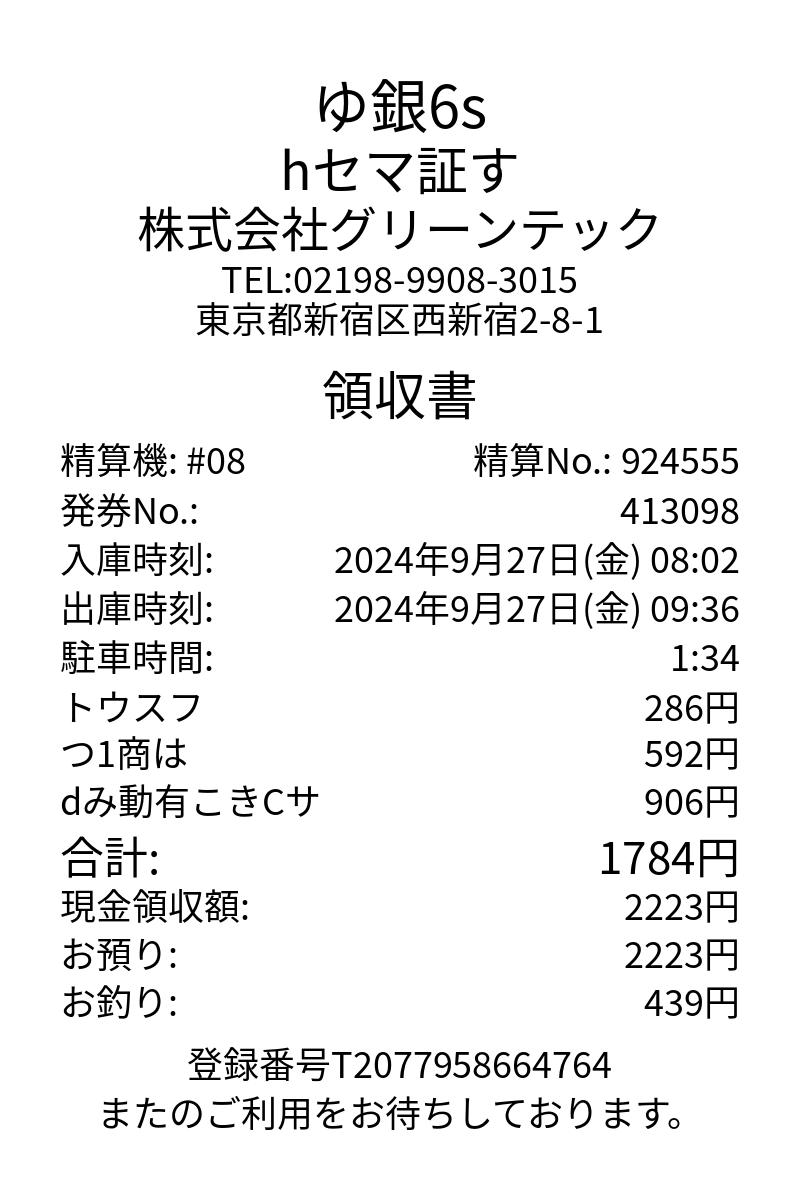 ゆ銀6s
hセマ証す
株式会社グリーンテック
TEL:02198-9908-3015
東京都新宿区西新宿2-8-1
領収書
精算機: #08 精算No.: 924555
発券No.: 413098
入庫時刻: 2024年9月27日(金) 08:02
出庫時刻: 2024年9月27日(金) 09:36
駐車時間: 1:34
トウスフ 286円
つ1商は 592円
dみ動有こきCサ 906円
合計: 1784円
現金領収額: 2223円
お預り: 2223円
お釣り: 439円
登録番号T2077958664764
またのご利用をお待ちしております。